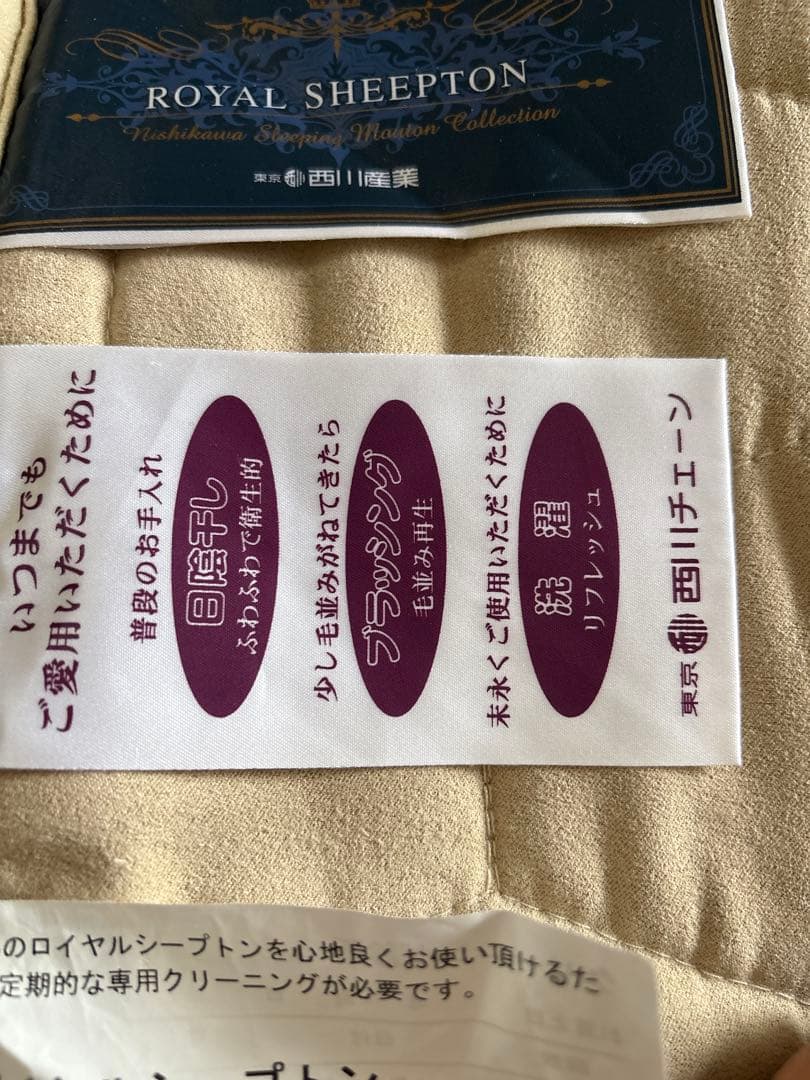 ROYAL SHEEPTON
Nishikawa Sleeping Mouton Collection
東京 西川産業
いつまでも
ご愛用いただくために
普段のお手入れ
日陰干し
ふわふわで衛生的
少し毛並みがねてきたら
ブラッシング
毛並み再生
末永くご使用いただくために
洗濯
リフレッシュ
東京 西川チェーン
のロイヤルシープトンを心地良くお使い頂けるた
定期的な専用クリーニングが必要です。
シープトン